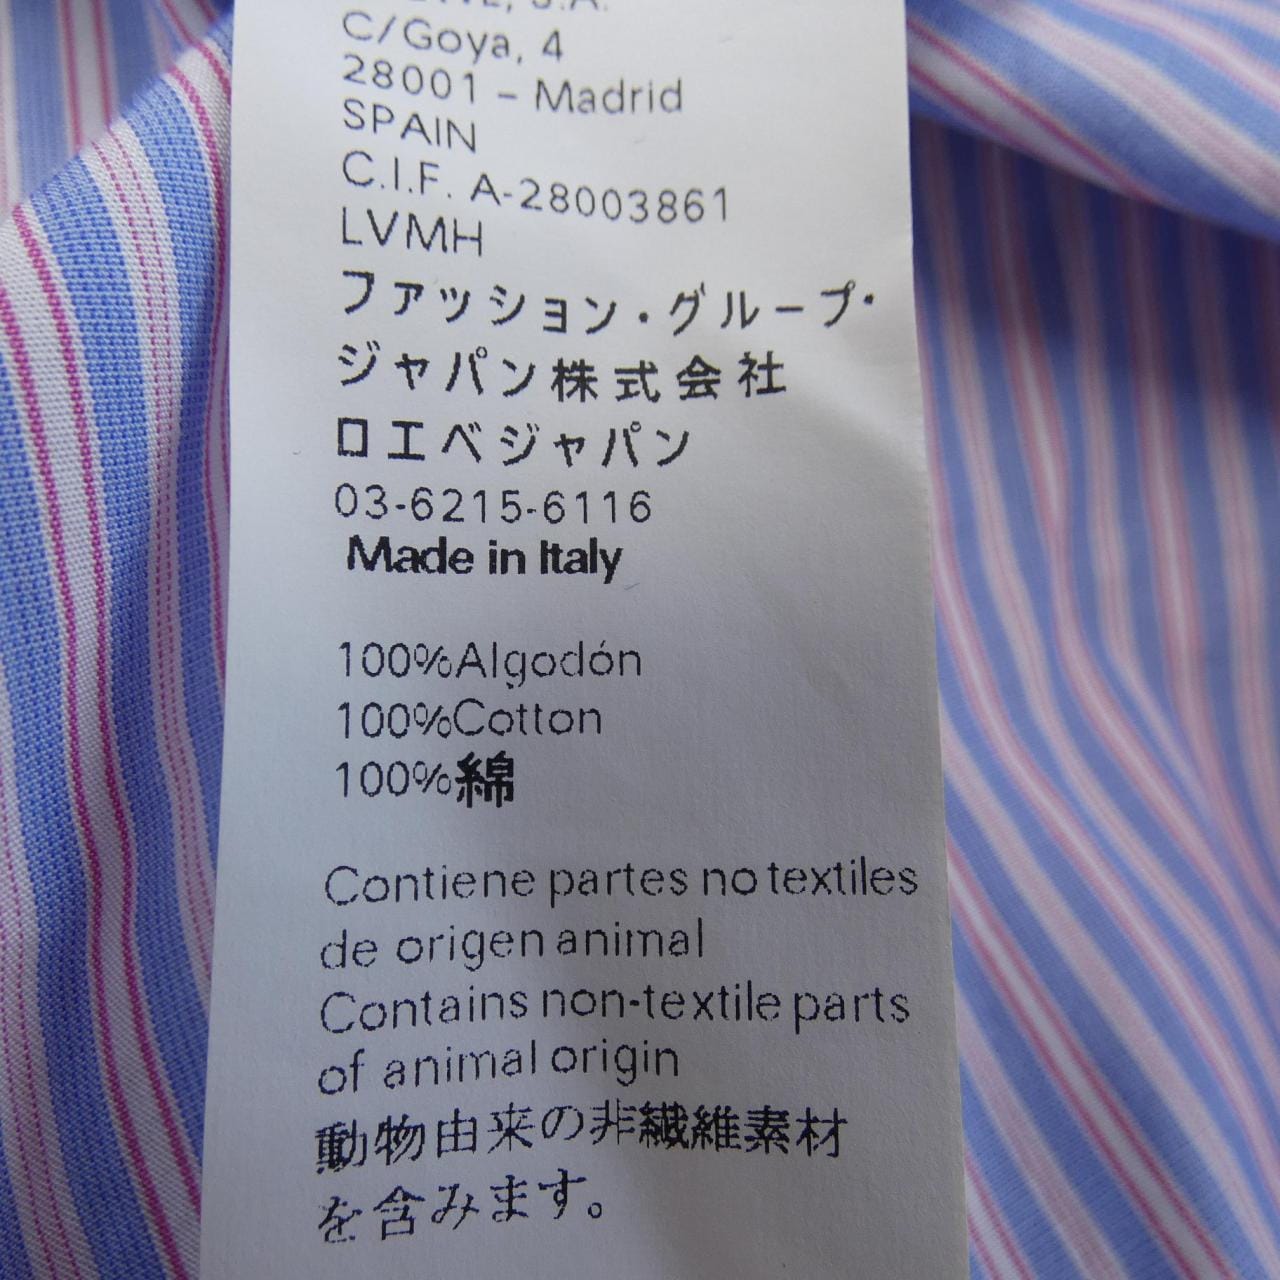 S.A.
C/Goya, 4
28001 – Madrid
SPAIN
C.I.F. A-28003861
LVMH
ファッション・グループ・
ジャパン株式会社
ロエベジャパン
03-6215-6116
Made in Italy
100%Algodón
100%Cotton
100%綿
Contiene partes no textiles
de origen animal
Contains non-textile parts
of animal origin
動物由来の非繊維素材
を含みます。